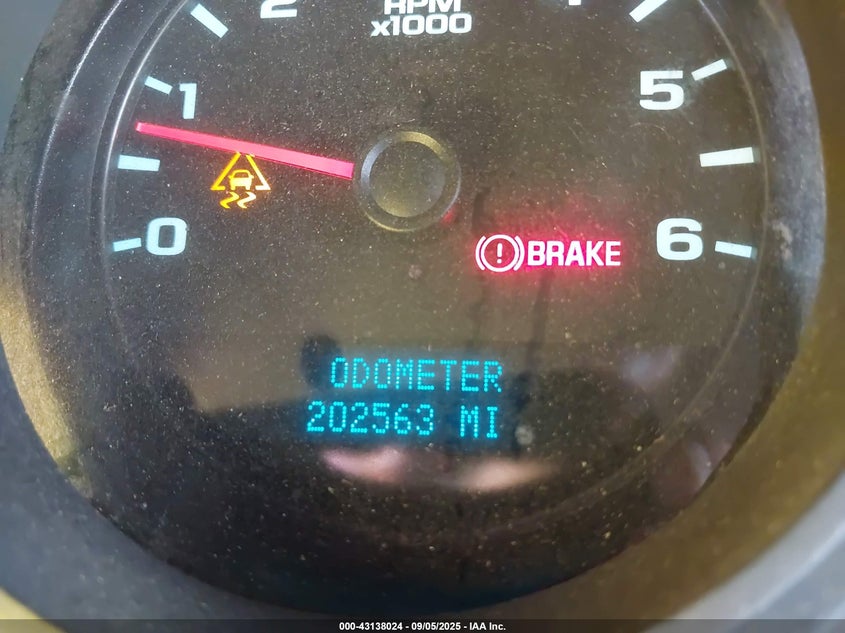 2
RPM
x1000
1
5
0
6
(!) BRAKE
ODOMETER
202563 MI
000-43138024 - 09/05/2025 - IAA Inc.